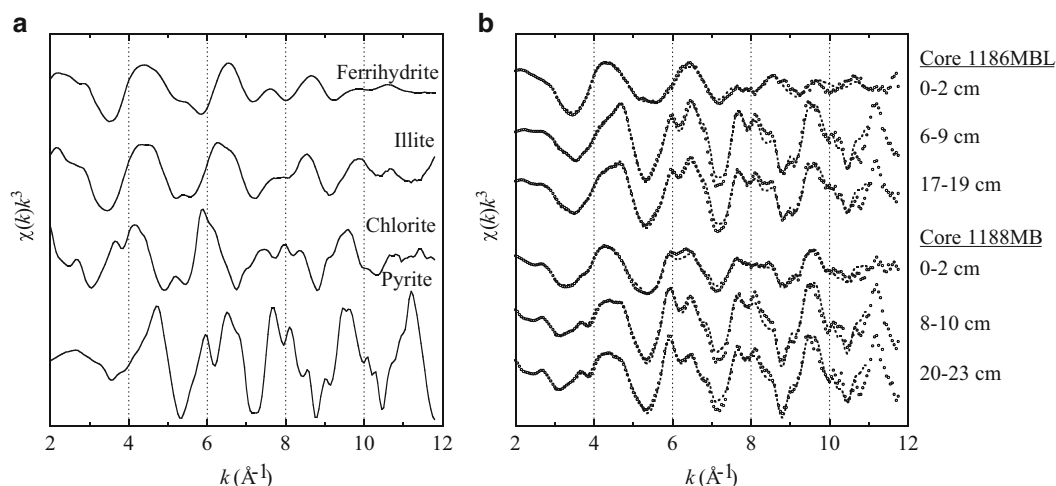 a
Ferrihydrite
Illite
Chlorite
Pyrite
χ(k)k³
2 4 6 8 10 12
k (Å⁻¹)
b
Core 1186MBL
0-2 cm
6-9 cm
17-19 cm
Core 1188MB
0-2 cm
8-10 cm
20-23 cm
χ(k)k³
2 4 6 8 10 12
k (Å⁻¹)